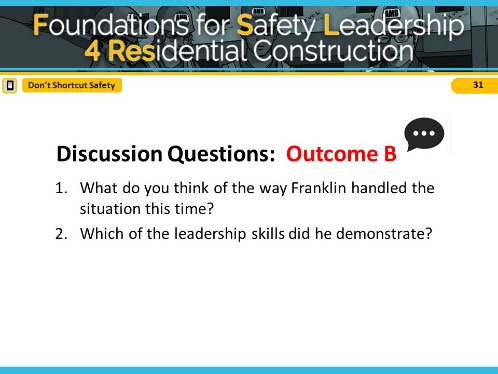 Foundations for Safety Leadership
4 Residential Construction
Don't Shortcut Safety
31
Discussion Questions: Outcome B
1. What do you think of the way Franklin handled the
situation this time?
2. Which of the leadership skills did he demonstrate?